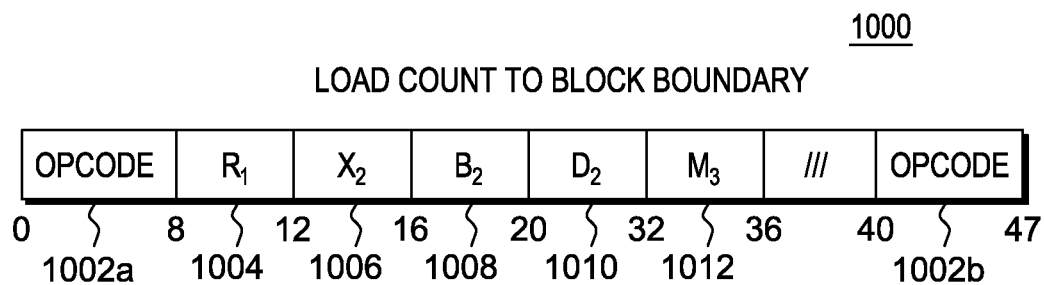 1000
LOAD COUNT TO BLOCK BOUNDARY
OPCODE R1 X2 B2 D2 M3 /// OPCODE
0 8 12 16 20 32 36 40 47
1002a 1004 1006 1008 1010 1012 1002b